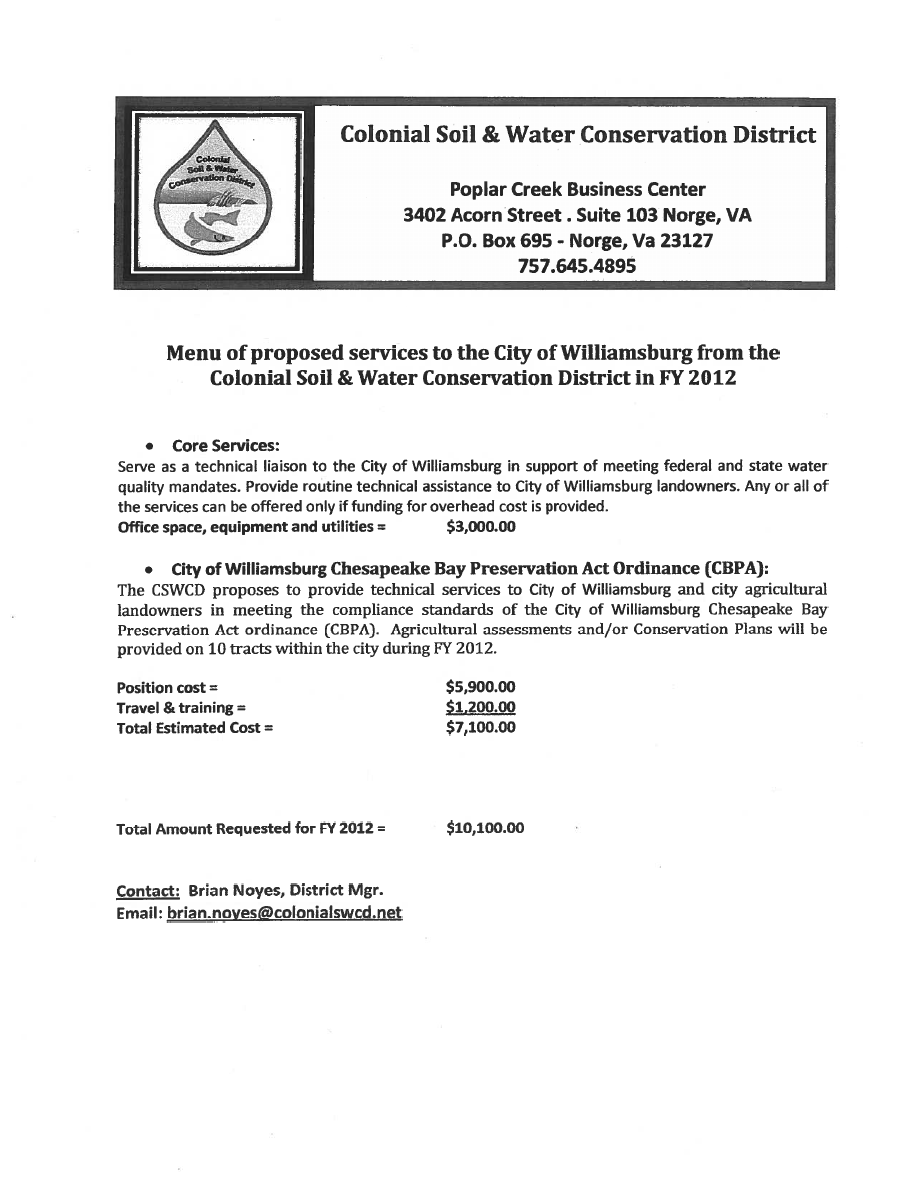 Colonial
Soil & Water
Conservation District
Colonial Soil & Water Conservation District
Poplar Creek Business Center
3402 Acorn Street . Suite 103 Norge, VA
P.O. Box 695 - Norge, Va 23127
757.645.4895
Menu of proposed services to the City of Williamsburg from the
Colonial Soil & Water Conservation District in FY 2012
• Core Services:
Serve as a technical liaison to the City of Williamsburg in support of meeting federal and state water
quality mandates. Provide routine technical assistance to City of Williamsburg landowners. Any or all of
the services can be offered only if funding for overhead cost is provided.
Office space, equipment and utilities = $3,000.00
• City of Williamsburg Chesapeake Bay Preservation Act Ordinance (CBPA):
The CSWCD proposes to provide technical services to City of Williamsburg and city agricultural
landowners in meeting the compliance standards of the City of Williamsburg Chesapeake Bay
Preservation Act ordinance (CBPA). Agricultural assessments and/or Conservation Plans will be
provided on 10 tracts within the city during FY 2012.
Position cost = $5,900.00
Travel & training = $1,200.00
Total Estimated Cost = $7,100.00
Total Amount Requested for FY 2012 = $10,100.00
Contact: Brian Noyes, District Mgr.
Email: brian.noyes@colonialswcd.net